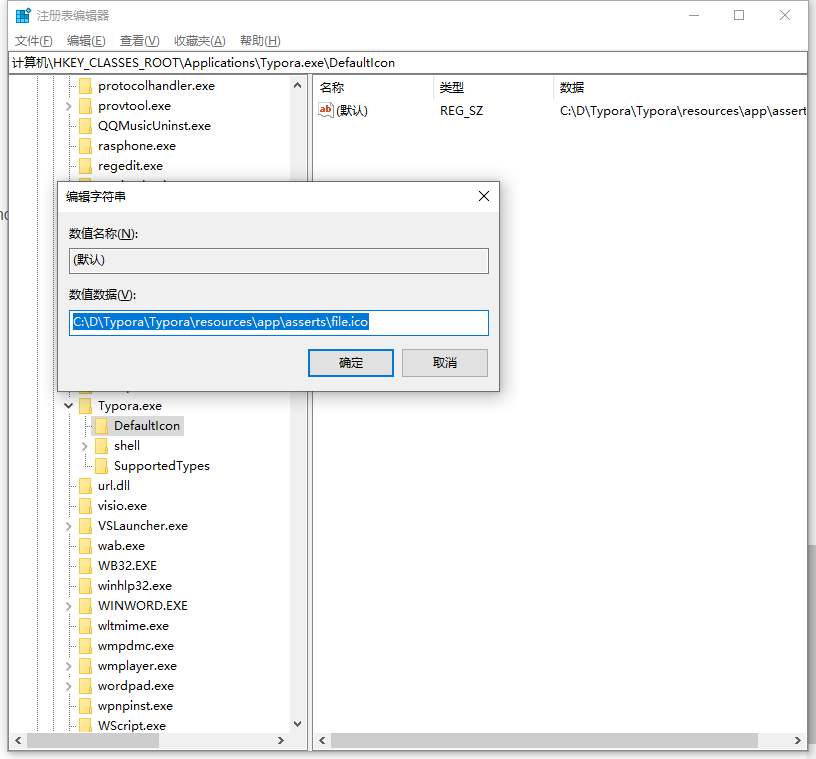 注册表编辑器
文件(F) 编辑(E) 查看(V) 收藏夹(A) 帮助(H)
计算机\HKEY_CLASSES_ROOT\Applications\Typora.exe\DefaultIcon
protocolhandler.exe
provtool.exe
QQMusicUninst.exe
rasphone.exe
regedit.exe
名称 类型 数据
(默认) REG_SZ C:\D\Typora\Typora\resources\app\assert
编辑字符串
数值名称(N):
(默认)
数值数据(V):
C:\D\Typora\Typora\resources\app\asserts\file.ico
确定 取消
Typora.exe
DefaultIcon
shell
SupportedTypes
url.dll
visio.exe
VSLauncher.exe
wab.exe
WB32.EXE
winhlp32.exe
WINWORD.EXE
wltmime.exe
wmpdmc.exe
wmplayer.exe
wordpad.exe
wpnpinst.exe
WScript.exe